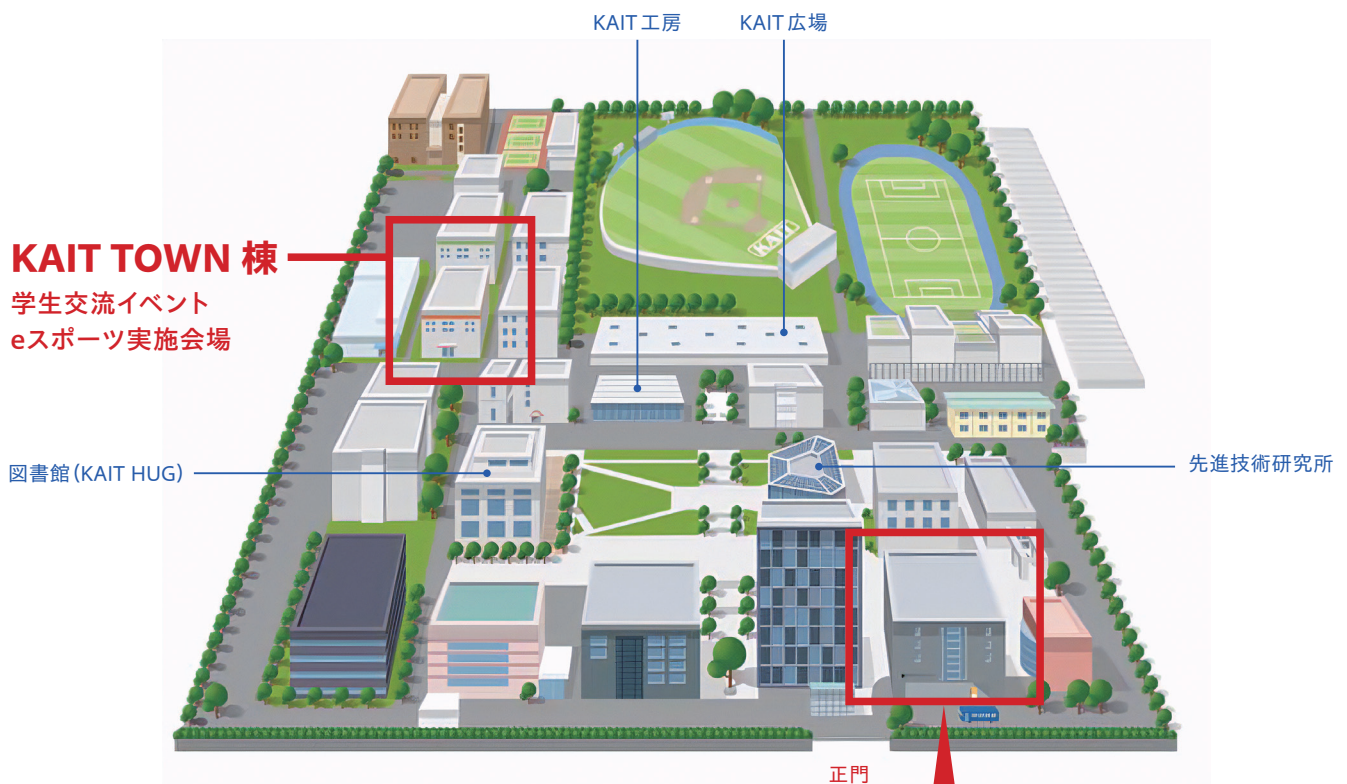 KAIT工房
KAIT広場
KAIT TOWN 棟
学生交流イベント
eスポーツ実施会場
KAIT
図書館(KAIT HUG)
先進技術研究所
正門